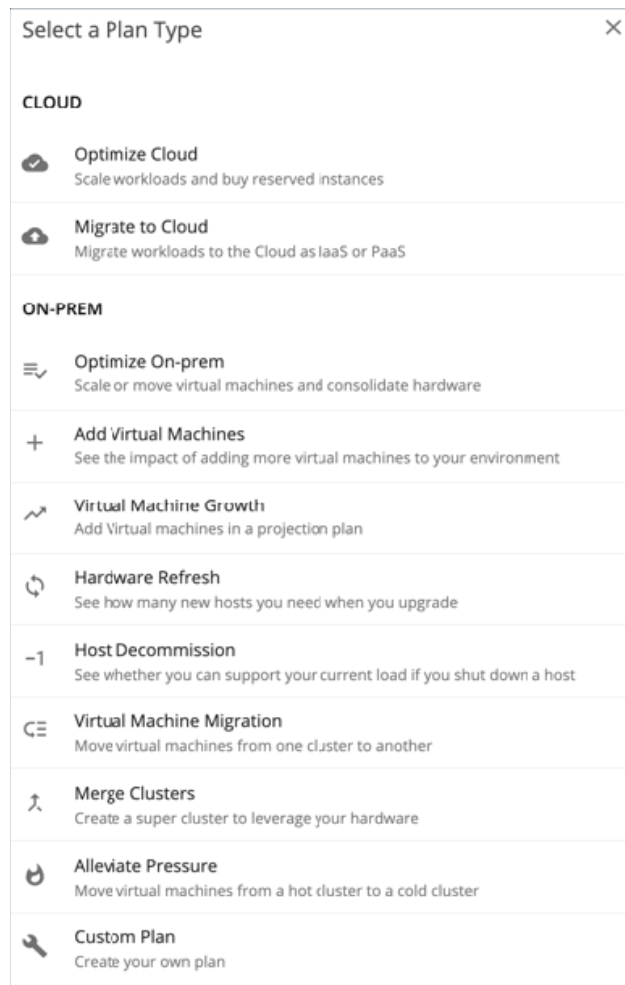 Select a Plan Type
CLOUD
Optimize Cloud
Scale workloads and buy reserved instances
Migrate to Cloud
Migrate workloads to the Cloud as IaaS or PaaS
ON-PREM
Optimize On-prem
Scale or move virtual machines and consolidate hardware
Add Virtual Machines
See the impact of adding more virtual machines to your environment
Virtual Machine Growth
Add Virtual machines in a projection plan
Hardware Refresh
See how many new hosts you need when you upgrade
-1
Host Decommission
See whether you can support your current load if you shut down a host
Virtual Machine Migration
Move virtual machines from one cluster to another
Merge Clusters
Create a super cluster to leverage your hardware
Alleviate Pressure
Move virtual machines from a hot cluster to a cold cluster
Custom Plan
Create your own plan